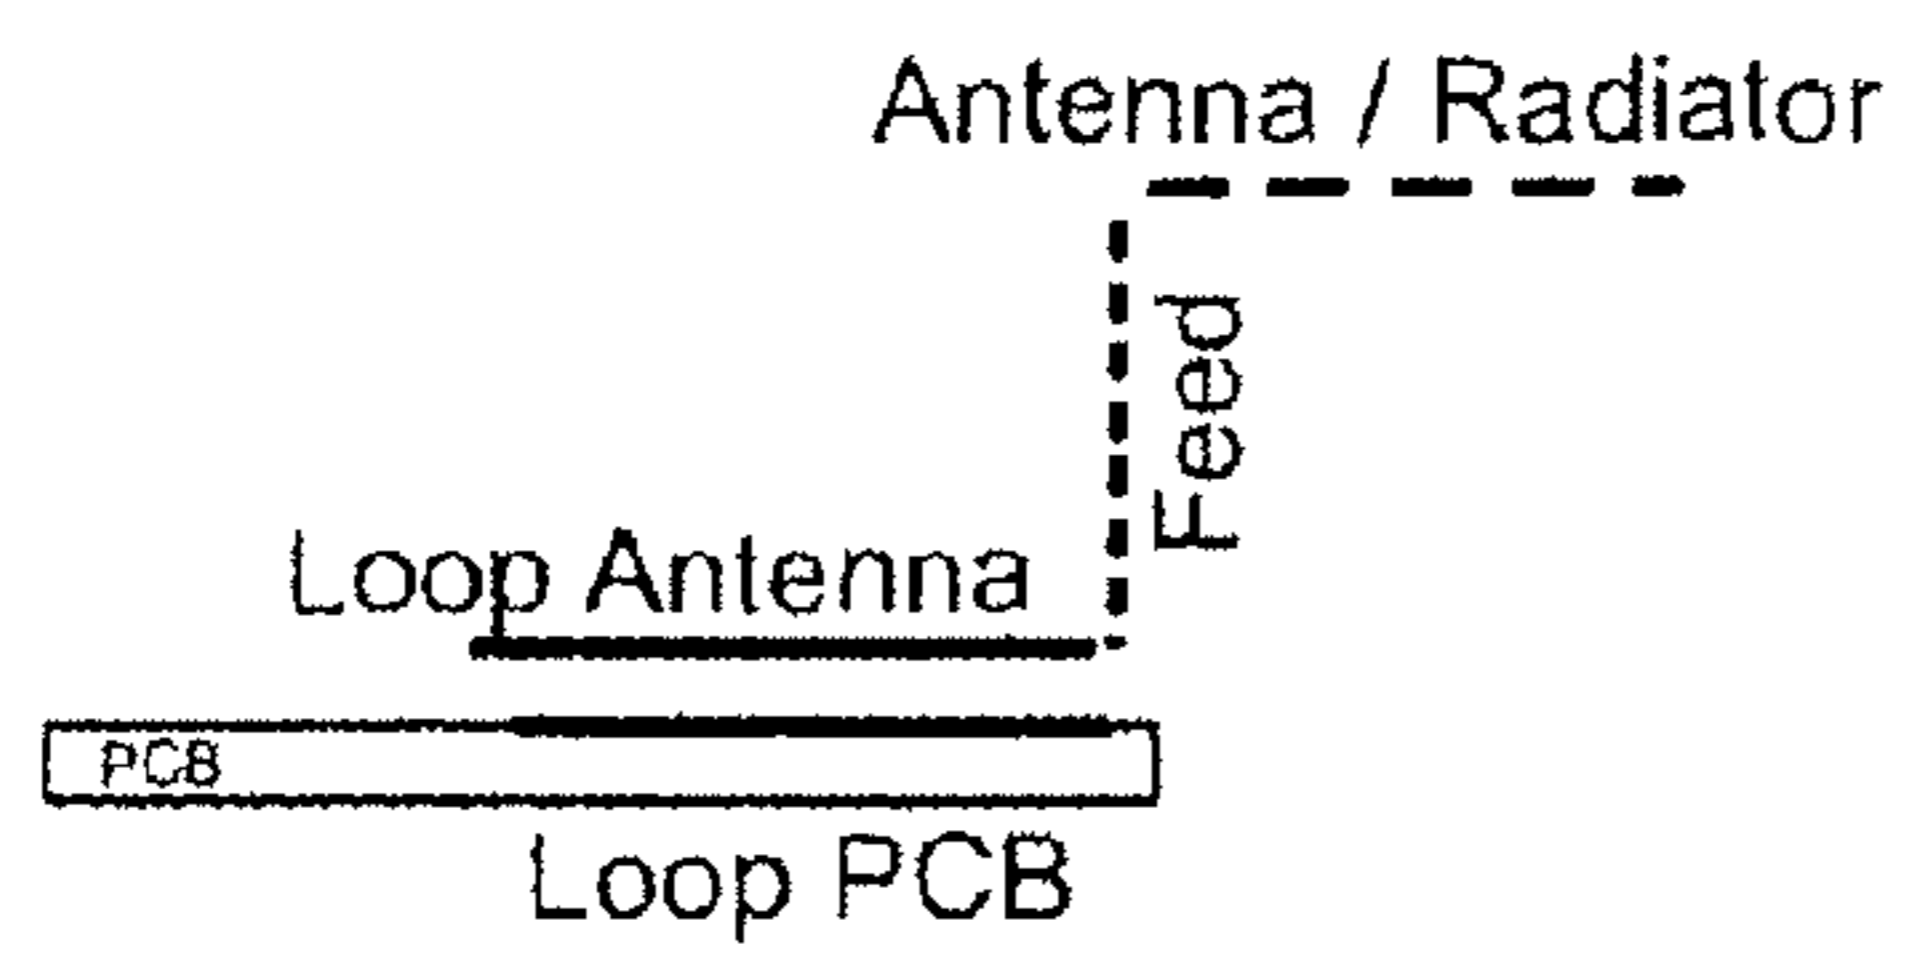 Antenna / Radiator
Feed
Loop Antenna
PCB
Loop PCB